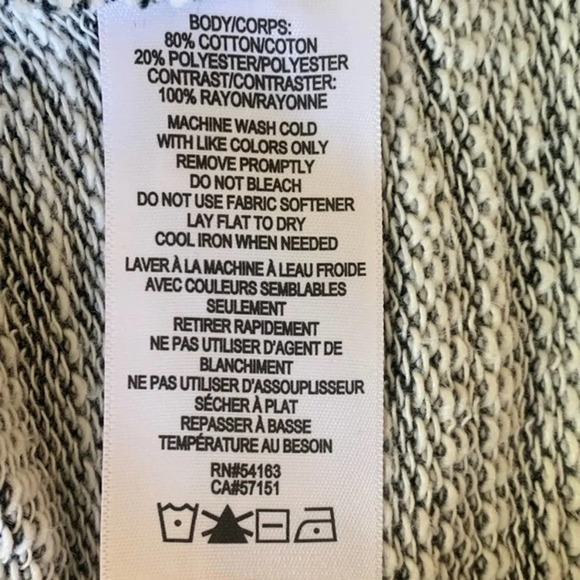 BODY/CORPS:
80% COTTON/COTON
20% POLYESTER/POLYESTER
CONTRAST/CONTRASTER:
100% RAYON/RAYONNE
MACHINE WASH COLD
WITH LIKE COLORS ONLY
REMOVE PROMPTLY
DO NOT BLEACH
DO NOT USE FABRIC SOFTENER
LAY FLAT TO DRY
COOL IRON WHEN NEEDED
LAVER À LA MACHINE À LEAU FROIDE
AVEC COULEURS SEMBLABLES
SEULEMENT
RETIRER RAPIDEMENT
NE PAS UTILISER D'AGENT DE
BLANCHIMENT
NE PAS UTILISER D'ASSOUPLISSEUR
SÉCHER À PLAT
REPASSER À BASSE
TEMPÉRATURE AU BESOIN
RN#54163
CA#57151